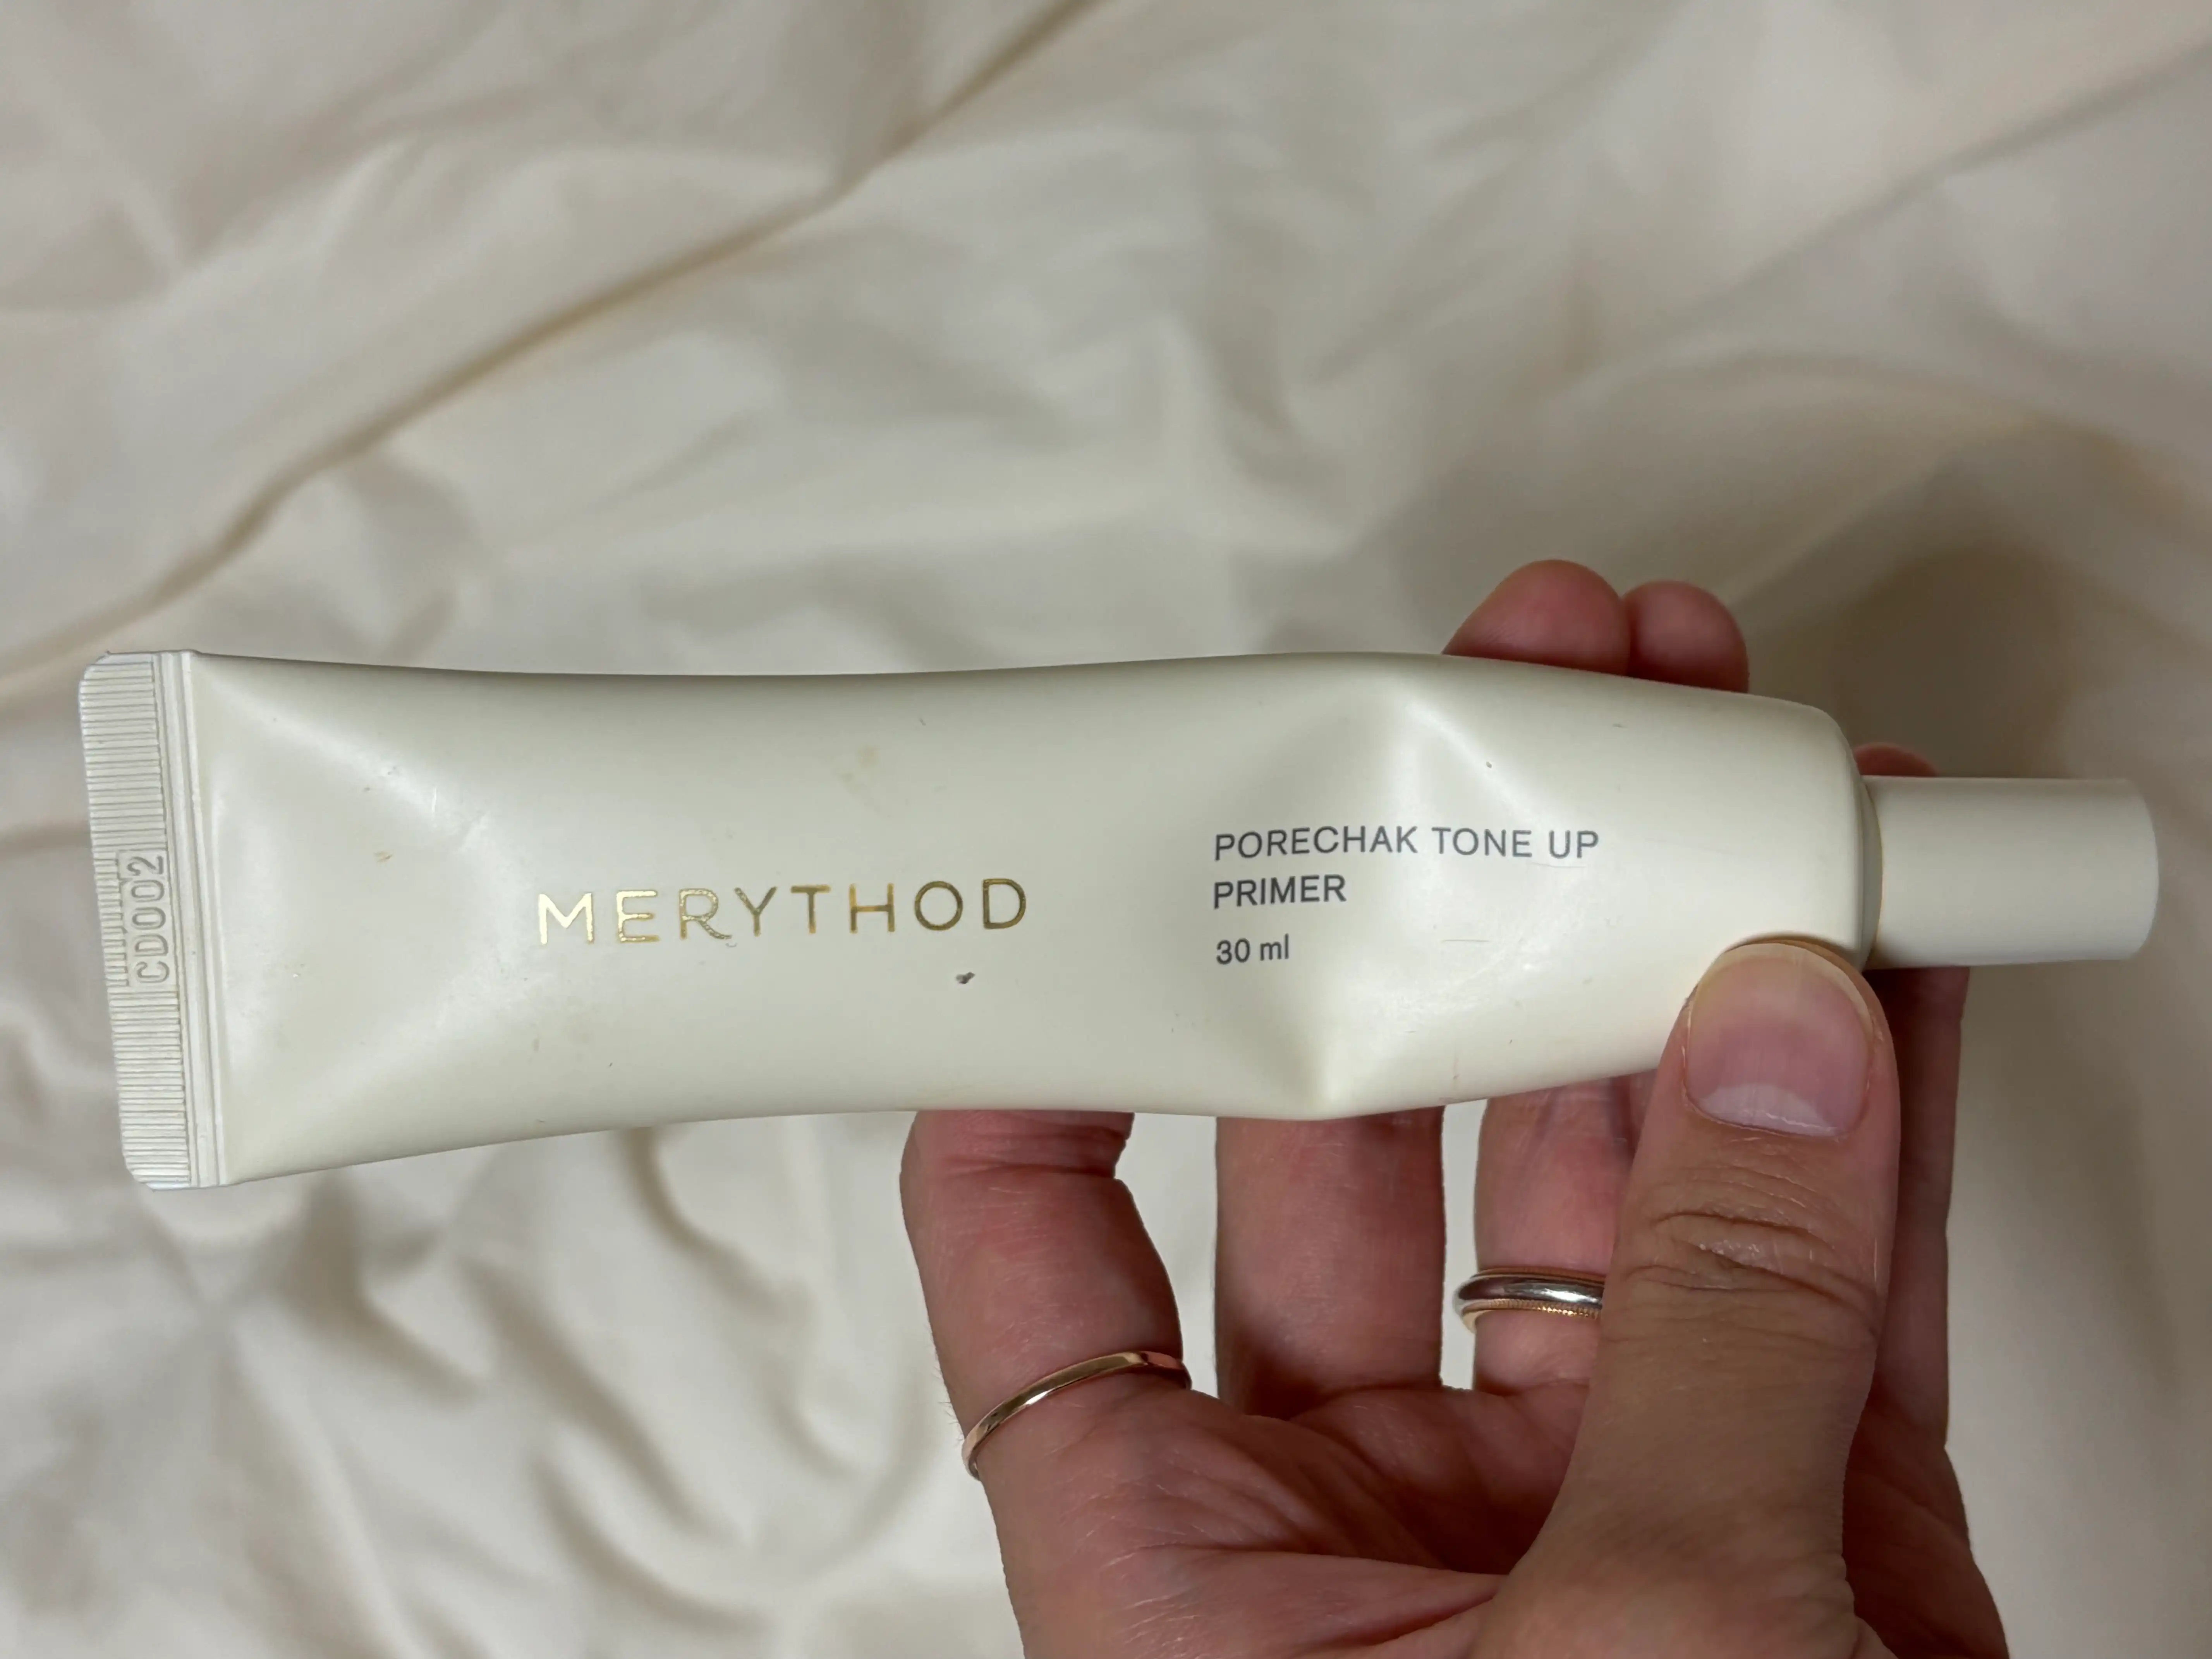 MERYTHOD
PORECHAK TONE UP
PRIMER
30 ml
CD002